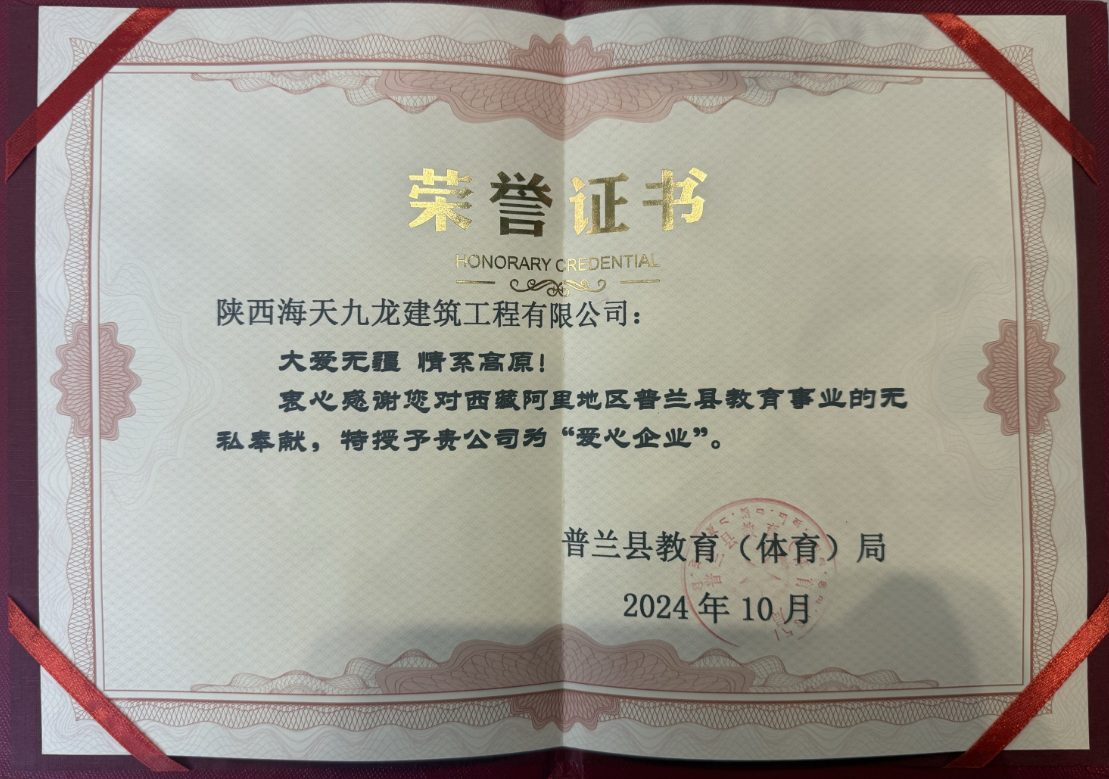 荣誉证书
HONORARY CREDENTIAL
陕西海天九龙建筑工程有限公司：
大爱无疆 情系高原！
衷心感谢您对西藏阿里地区普兰县教育事业的无
私奉献，特授予贵公司为“爱心企业”。
普兰县教育（体育）局
2024年10月